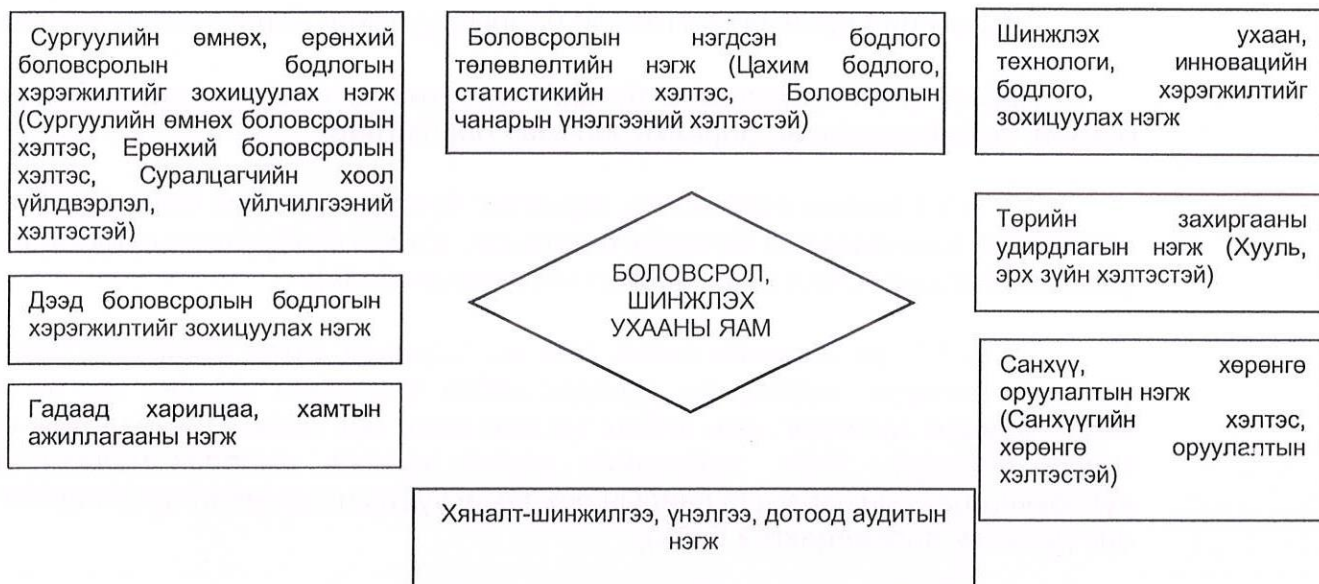 Сургуулийн өмнөх, ерөнхий
боловсролын бодлогын
хэрэгжилтийг зохицуулах нэгж
(Сургуулийн өмнөх боловсролын
хэлтэс, Ерөнхий боловсролын
хэлтэс, Суралцагчийн хоол
үйлдвэрлэл, үйлчилгээний
хэлтэстэй)
Дээд боловсролын бодлогын
хэрэгжилтийг зохицуулах нэгж
Гадаад харилцаа, хамтын
ажиллагааны нэгж
Боловсролын нэгдсэн бодлого
төлөвлөлтийн нэгж (Цахим бодлого,
статистикийн хэлтэс, Боловсролын
чанарын үнэлгээний хэлтэстэй)
БОЛОВСРОЛ,
ШИНЖЛЭХ
УХААНЫ ЯАМ
Шинжлэх ухаан,
технологи, инновацийн
бодлого, хэрэгжилтийг
зохицуулах нэгж
Төрийн захиргааны
удирдлагын нэгж (Хууль,
эрх зүйн хэлтэстэй)
Санхүү, хөрөнгө
оруулалтын нэгж
(Санхүүгийн хэлтэс,
хөрөнгө оруулалтын
хэлтэстэй)
Хяналт-шинжилгээ, үнэлгээ, дотоод аудитын
нэгж